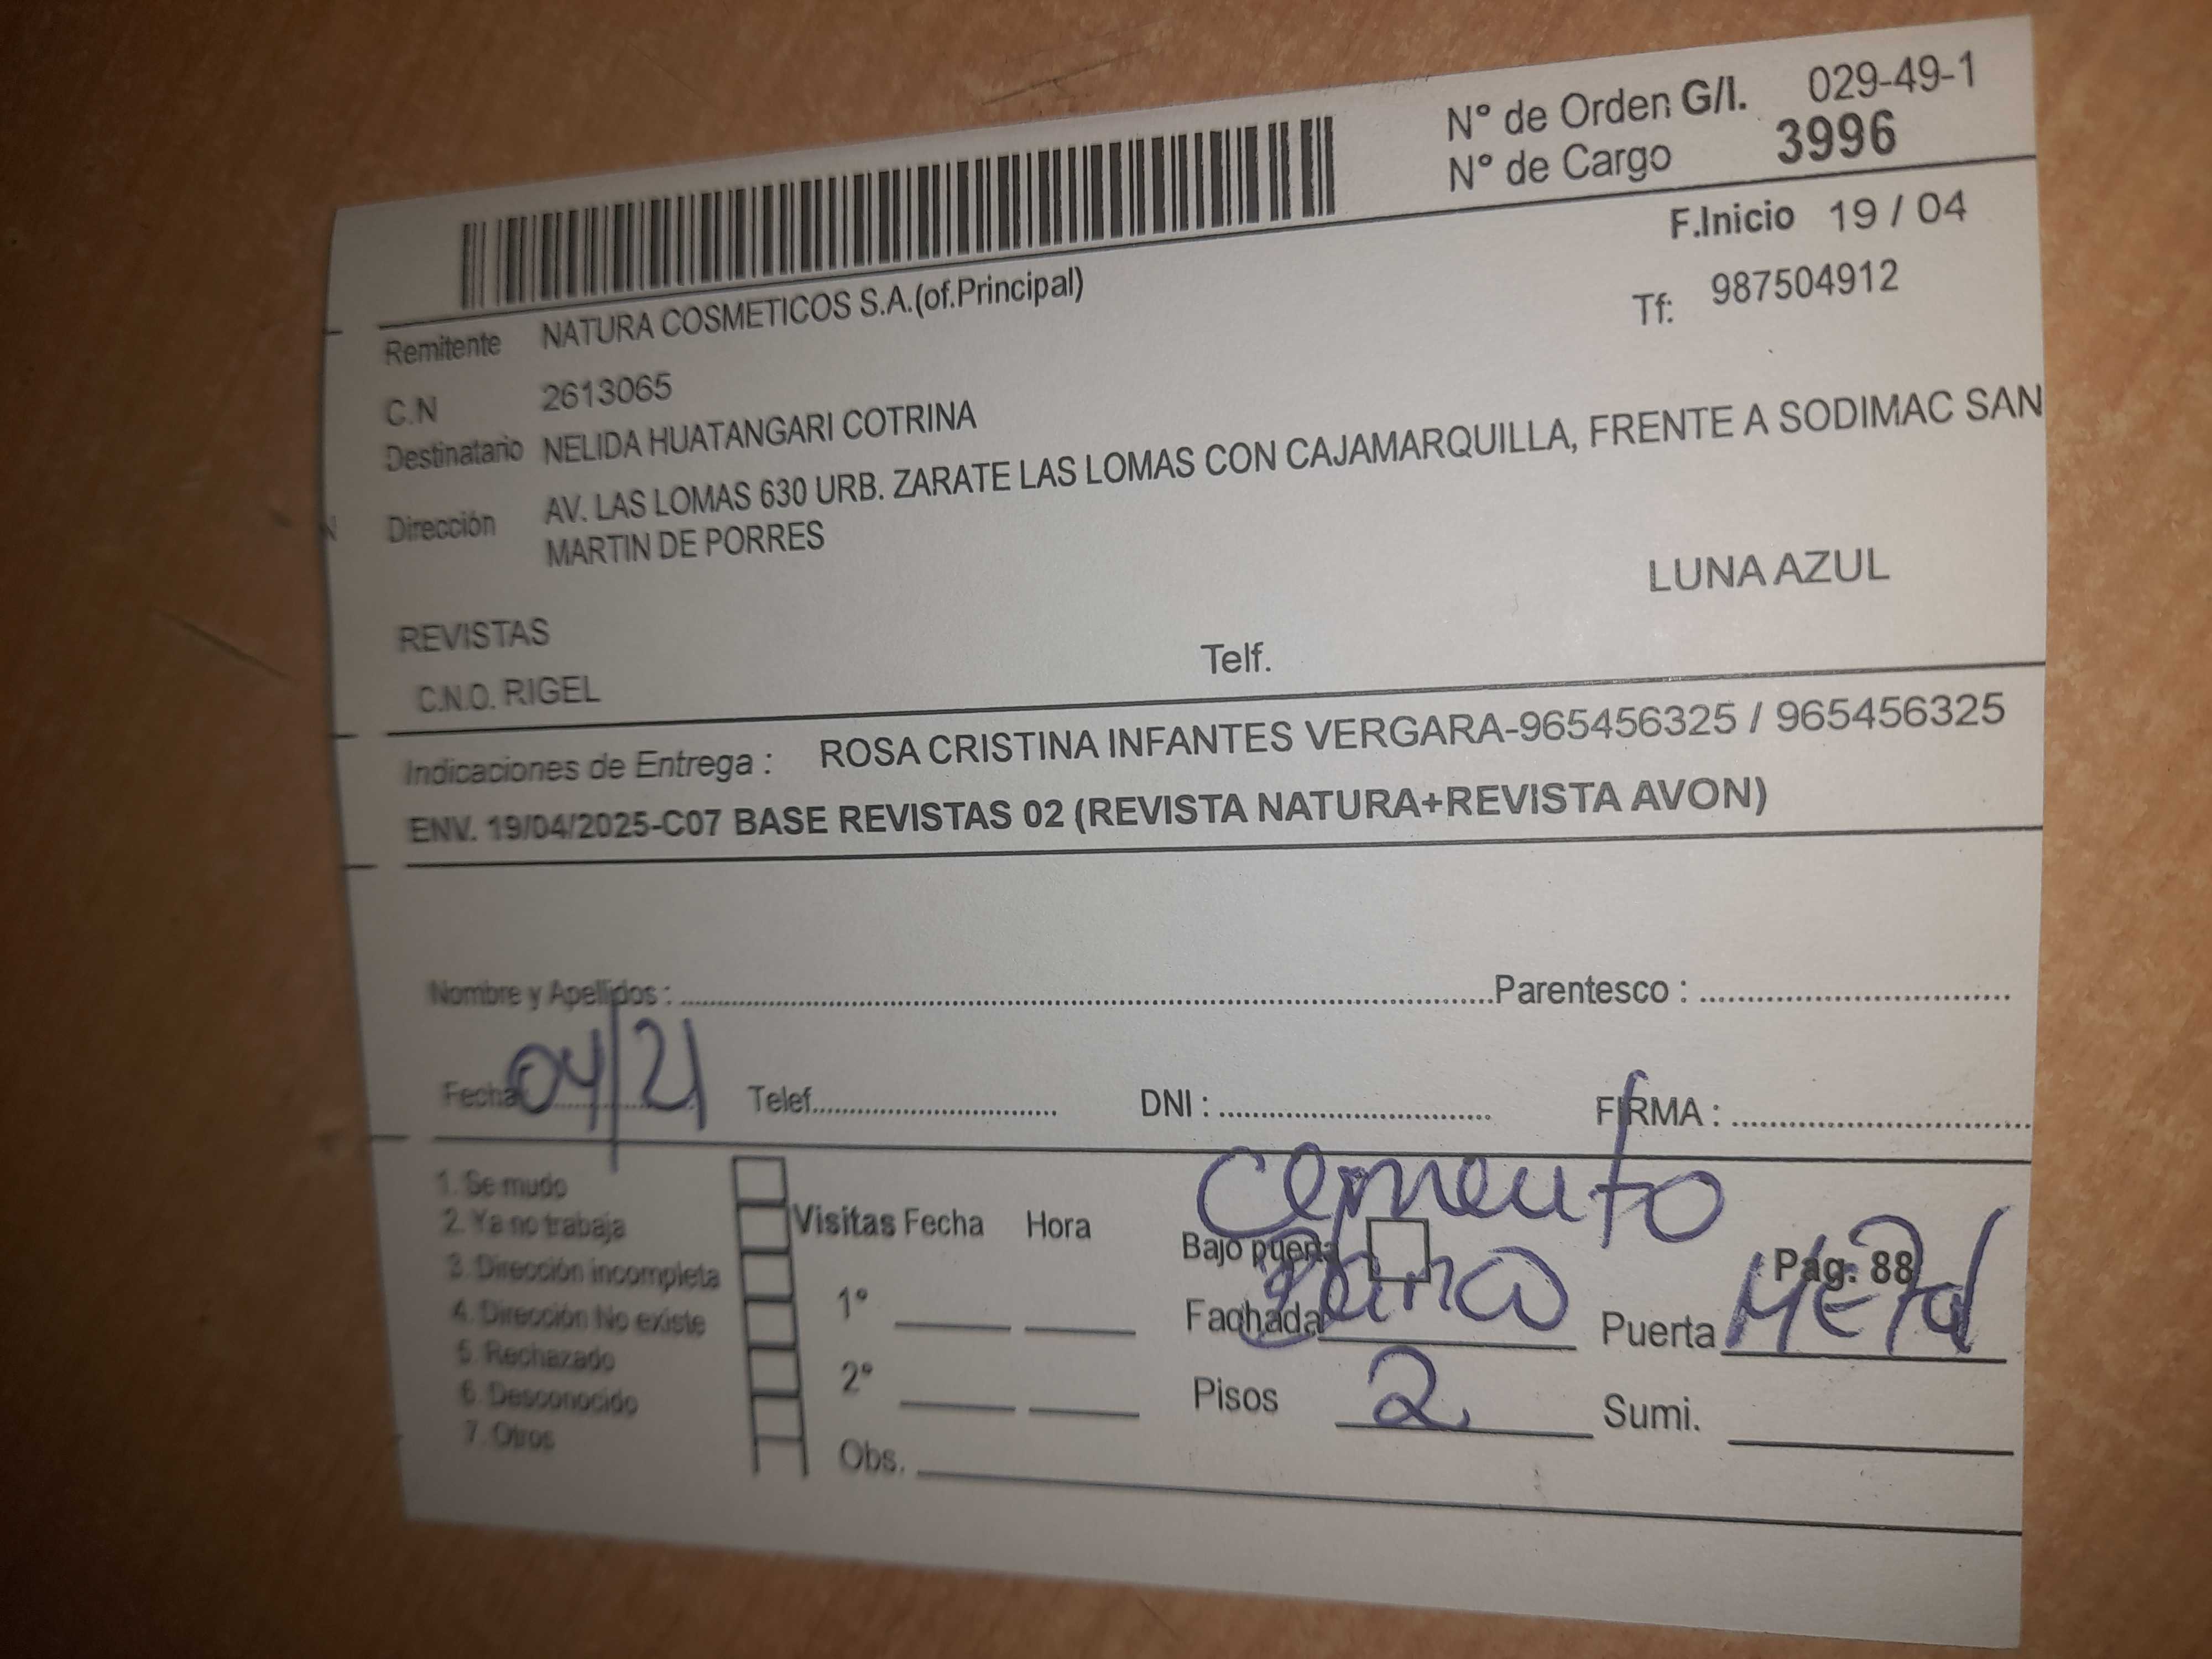 N° de Orden G/I. 029-49-1
N° de Cargo 3996
F.Inicio 19 / 04
Remitente NATURA COSMETICOS S.A.(of.Principal)
Tf: 987504912
C.N 2613065
Destinatario NELIDA HUATANGARI COTRINA
Dirección AV. LAS LOMAS 630 URB. ZARATE LAS LOMAS CON CAJAMARQUILLA, FRENTE A SODIMAC SAN
MARTIN DE PORRES
LUNA AZUL
REVISTAS
Telf.
C.N.O. RIGEL
Indicaciones de Entrega : ROSA CRISTINA INFANTES VERGARA-965456325 / 965456325
ENV. 19/04/2025-C07 BASE REVISTAS 02 (REVISTA NATURA+REVISTA AVON)
Nombre y Apellidos : Parentesco :
Fecha 04/21 Telef. DNI : FIRMA :
1. Se mudo
2. Ya no trabaja
3. Dirección incompleta
4. Dirección No existe
5. Rechazado
6. Desconocido
7. Otros
Visitas Fecha Hora
1°
2°
Obs.
Cemento
Bajo puerta
Pág. 88
Fachada Blanco Puerta Metal
Pisos 2 Sumi.